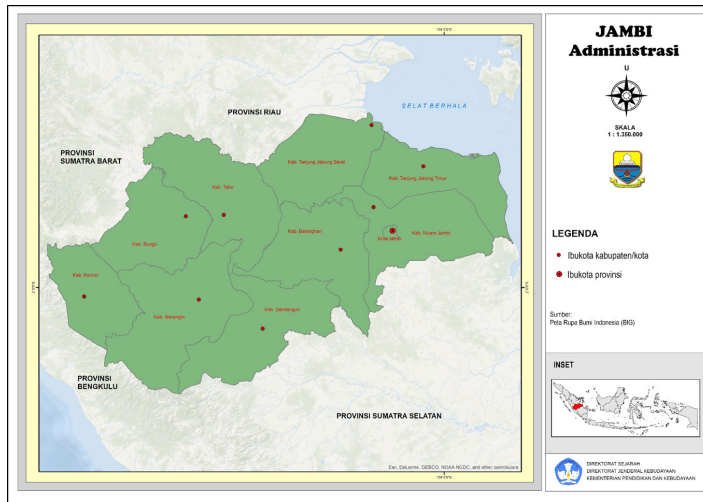 JAMBI
Administrasi
U
SKALA
1 : 1.350.000
LEGENDA
Ibukota kabupaten/kota
Ibukota provinsi
Sumber:
Peta Rupa Bumi Indonesia (BIG)
INSET
DIREKTORAT SEJARAH
DIREKTORAT JENDERAL KEBUDAYAAN
KEMENTERIAN PENDIDIKAN DAN KEBUDAYAAN
SELAT BERHALA
PROVINSI RIAU
PROVINSI
SUMATRA BARAT
Kab. Tanjung Jabung Barat
Kab. Tanjung Jabung Timur
Kab. Tebo
Kab. Batanghari
Kab. Muaro Jambi
Kota Jambi
Kab. Bungo
Kab. Kerinci
Kab. Merangin
Kab. Sarolangun
PROVINSI
BENGKULU
PROVINSI SUMATRA SELATAN
Esri, DeLorme, GEBCO, NOAA NGDC, and other contributors